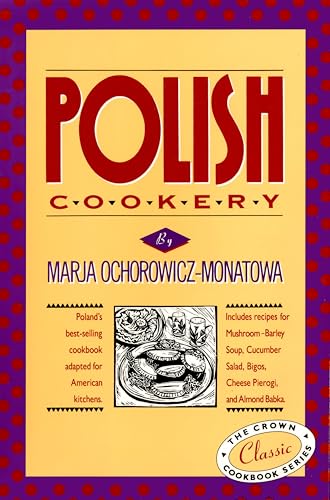 POLISH
C·O·O·K·E·R·Y
By
MARJA OCHOROWICZ-MONATOWA
Poland's
best-selling
cookbook
adapted for
American
kitchens.
Includes recipes for
Mushroom-Barley
Soup, Cucumber
Salad, Bigos,
Cheese Pierogi,
and Almond Babka.
THE CROWN
Classic
COOKBOOK SERIES